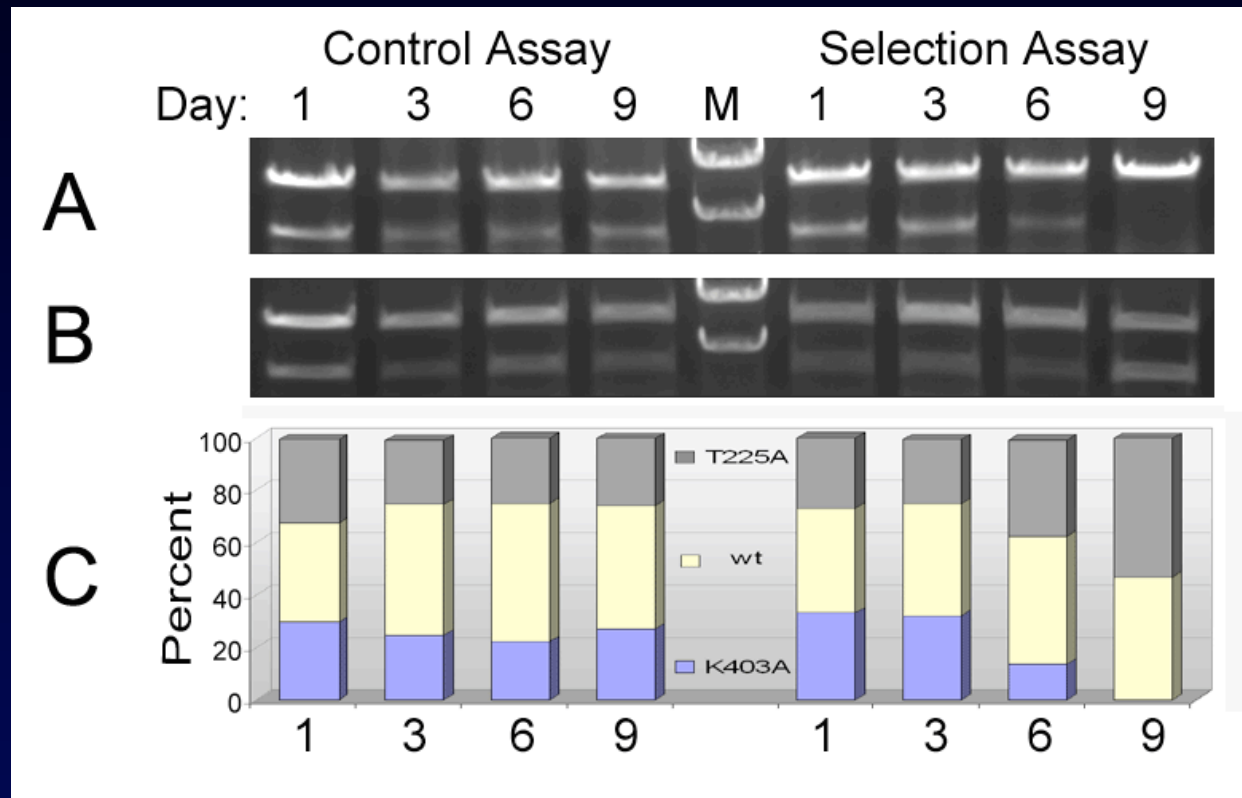 Control Assay Selection Assay
Day: 1 3 6 9 M 1 3 6 9
A
B
C
Percent
100
80
60
40
20
0
T225A
wt
K403A
1 3 6 9 1 3 6 9